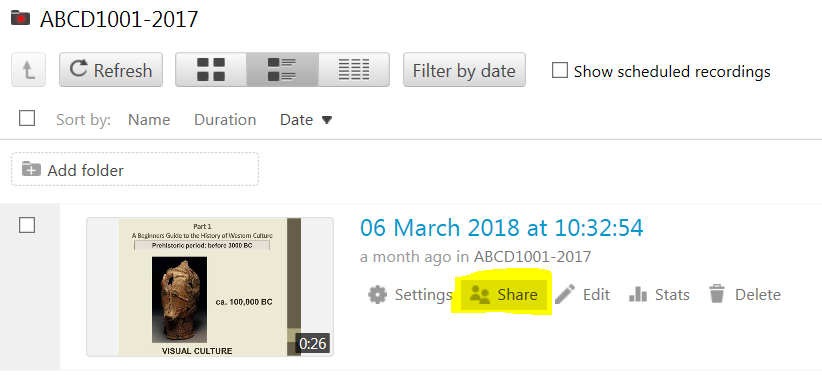 ABCD1001-2017
Refresh
Filter by date
Show scheduled recordings
Sort by: Name Duration Date
Add folder
Part 1
A Beginners Guide to the History of Western Culture
Prehistoric period: before 3000 BC
ca. 100,000 BC
VISUAL CULTURE
0:26
06 March 2018 at 10:32:54
a month ago in ABCD1001-2017
Settings Share Edit Stats Delete